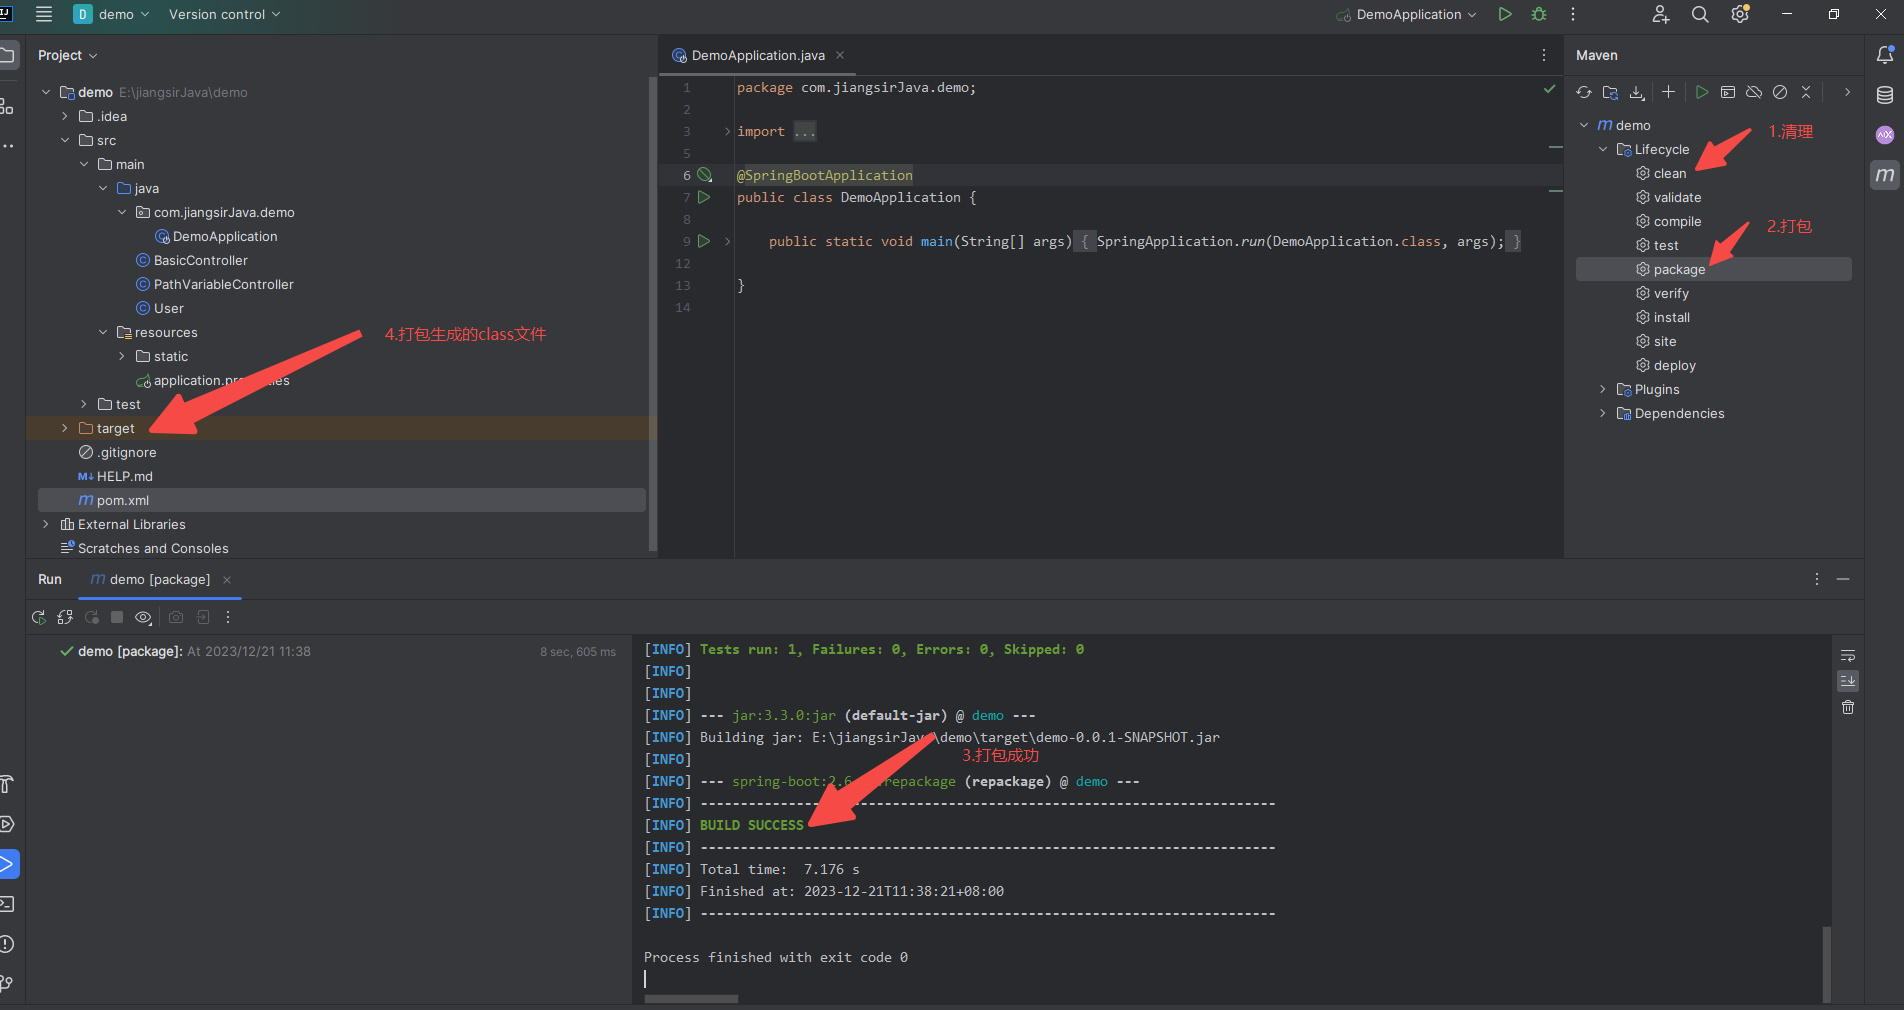 demo
Version control
DemoApplication
Project
DemoApplication.java
Maven
demo E:\jiangsirJava\demo
.idea
src
main
java
com.jiangsirJava.demo
DemoApplication
BasicController
PathVariableController
User
resources
static
test
target
.gitignore
M↓ HELP.md
m pom.xml
External Libraries
Scratches and Consoles
4.打包生成的class文件
1 package com.jiangsirJava.demo;
2
3 import ...
5
6 @SpringBootApplication
7 public class DemoApplication {
8
9 public static void main(String[] args) { SpringApplication.run(DemoApplication.class, args); }
12
13 }
14
m demo
Lifecycle
1.清理
clean
validate
compile
2.打包
test
package
verify
install
site
deploy
Plugins
Dependencies
Run
m demo [package]
demo [package]: At 2023/12/21 11:38 8 sec, 605 ms
[INFO] Tests run: 1, Failures: 0, Errors: 0, Skipped: 0
[INFO]
[INFO]
[INFO] --- jar:3.3.0:jar (default-jar) @ demo ---
[INFO] Building jar: E:\jiangsirJava\demo\target\demo-0.0.1-SNAPSHOT.jar
[INFO]
3.打包成功
[INFO] --- spring-boot:2.6 repackage (repackage) @ demo ---
[INFO] ------------------------------------------------------------------------
[INFO] BUILD SUCCESS
[INFO] ------------------------------------------------------------------------
[INFO] Total time:  7.176 s
[INFO] Finished at: 2023-12-21T11:38:21+08:00
[INFO] ------------------------------------------------------------------------
Process finished with exit code 0